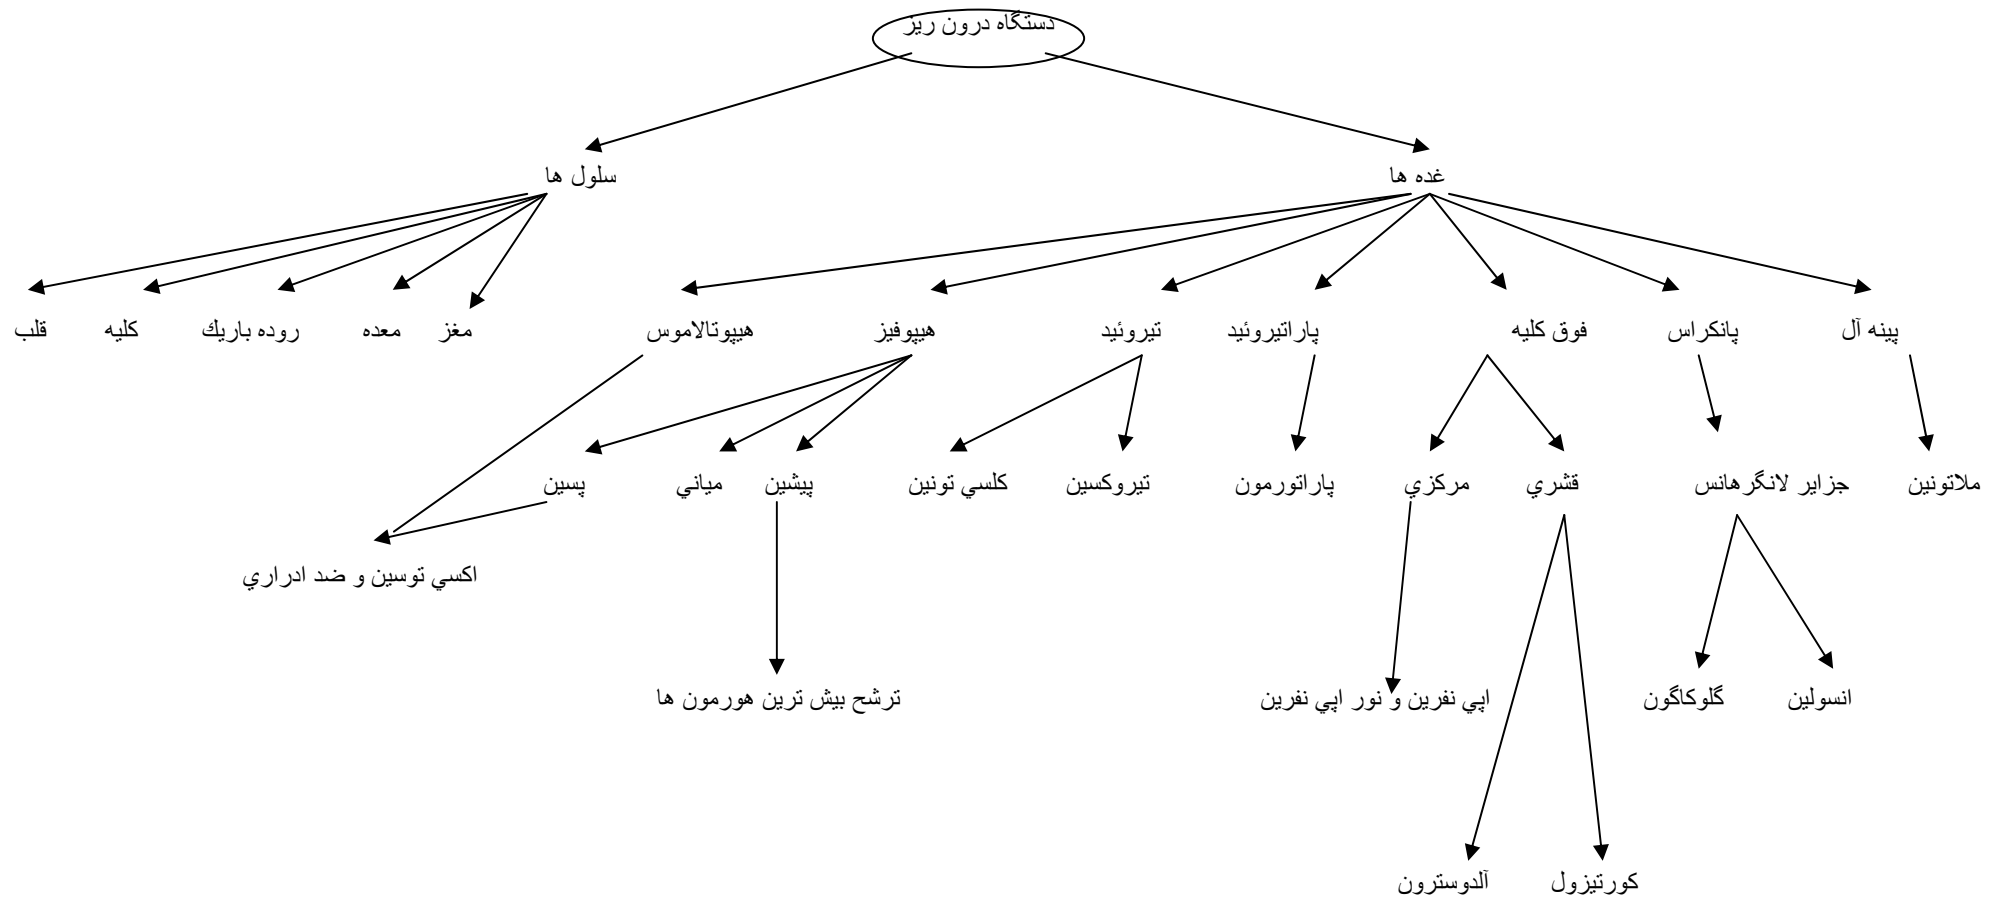 دستگاه درون ريز
غده ها
سلول ها
پينه آل
پانكراس
فوق كليه
پاراتيروئيد
تيروئيد
هيپوفيز
هيپوتالاموس
مغز
معده
روده باريك
كليه
قلب
ملاتونين
جزاير لانگرهانس
قشري
مركزي
پاراتورمون
تيروكسين
كلسي تونين
پيشين
مياني
پسين
اكسي توسين و ضد ادراري
انسولين
گلوكاگون
اپي نفرين و نور اپي نفرين
ترشح بيش ترين هورمون ها
كورتيزول
آلدوسترون